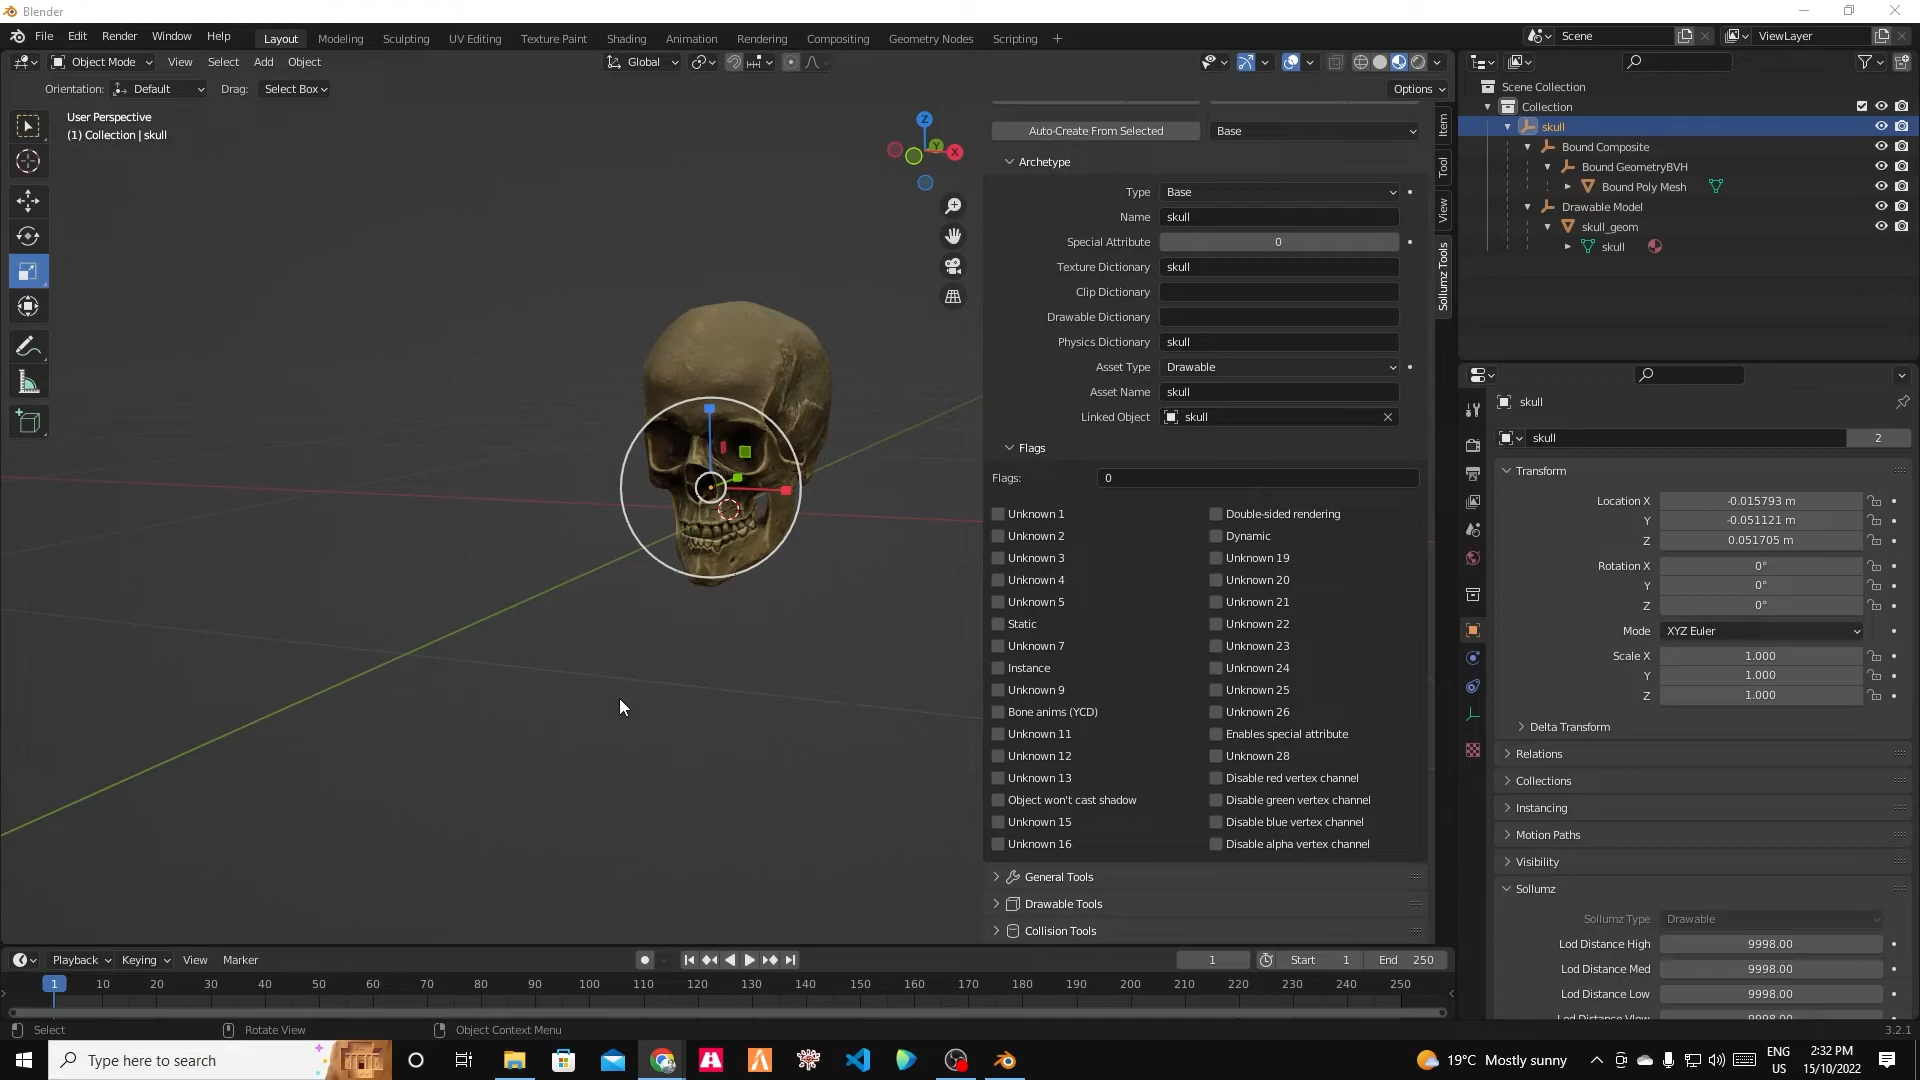 Blender
File Edit Render Window Help
Layout Modeling Sculpting UV Editing Texture Paint Shading Animation Rendering Compositing Geometry Nodes Scripting +
Scene
ViewLayer
Object Mode View Select Add Object
Global
Orientation: Default Drag: Select Box
Options
User Perspective
(1) Collection | skull
Z
Y
X
Auto-Create From Selected
Base
Archetype
Type Base
Name skull
Special Attribute 0
Texture Dictionary skull
Clip Dictionary
Drawable Dictionary
Physics Dictionary skull
Asset Type Drawable
Asset Name skull
Linked Object skull
Flags
Flags: 0
Unknown 1 Double-sided rendering
Unknown 2 Dynamic
Unknown 3 Unknown 19
Unknown 4 Unknown 20
Unknown 5 Unknown 21
Static Unknown 22
Unknown 7 Unknown 23
Instance Unknown 24
Unknown 9 Unknown 25
Bone anims (YCD) Unknown 26
Unknown 11 Enables special attribute
Unknown 12 Unknown 28
Unknown 13 Disable red vertex channel
Object won't cast shadow Disable green vertex channel
Unknown 15 Disable blue vertex channel
Unknown 16 Disable alpha vertex channel
General Tools
Drawable Tools
Collision Tools
Item
Tool
View
Sollumz Tools
Scene Collection
Collection
skull
Bound Composite
Bound GeometryBVH
Bound Poly Mesh
Drawable Model
skull_geom
skull
skull
skull 2
Transform
Location X -0.015793 m
Y -0.051121 m
Z 0.051705 m
Rotation X 0°
Y 0°
Z 0°
Mode XYZ Euler
Scale X 1.000
Y 1.000
Z 1.000
Delta Transform
Relations
Collections
Instancing
Motion Paths
Visibility
Sollumz
Sollumz Type Drawable
Lod Distance High 9998.00
Lod Distance Med 9998.00
Lod Distance Low 9998.00
Lod Distance Vlow 9998.00
Playback Keying View Marker
1 Start 1 End 250
1 10 20 30 40 50 60 70 80 90 100 110 120 130 140 150 160 170 180 190 200 210 220 230 240 250
Select Rotate View Object Context Menu
3.2.1
Type here to search
19°C Mostly sunny
ENG
US
2:32 PM
15/10/2022